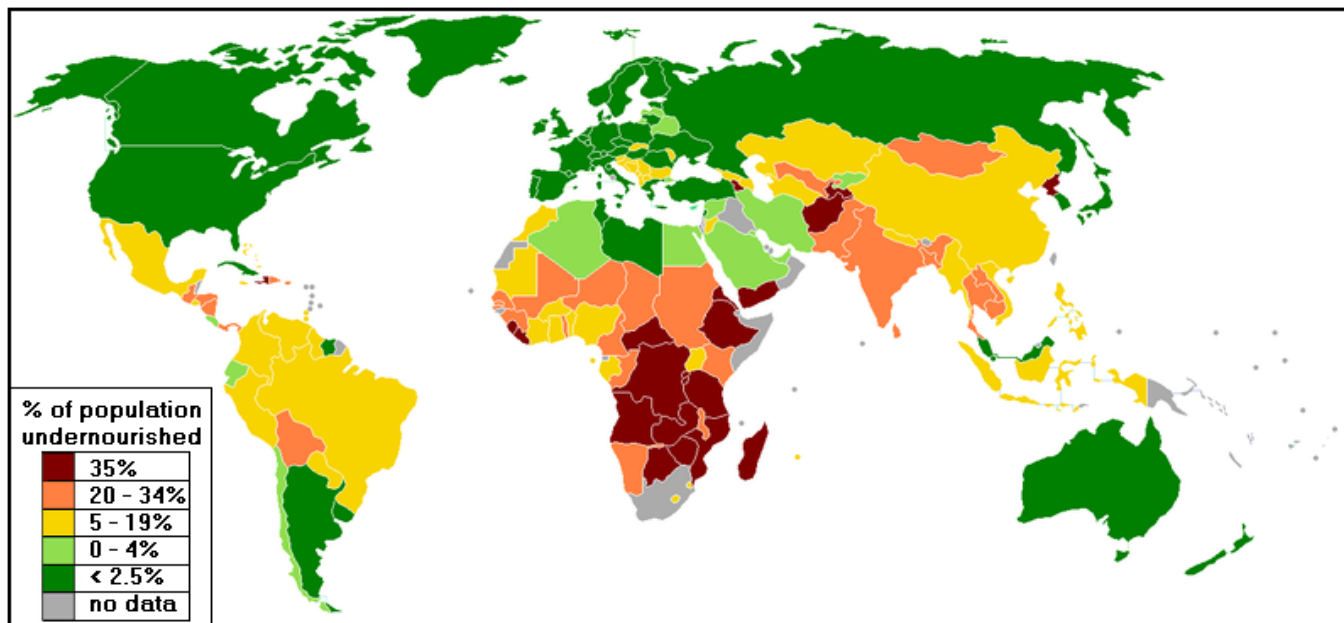 % of population
undernourished
35%
20 - 34%
5 - 19%
0 - 4%
< 2.5%
no data